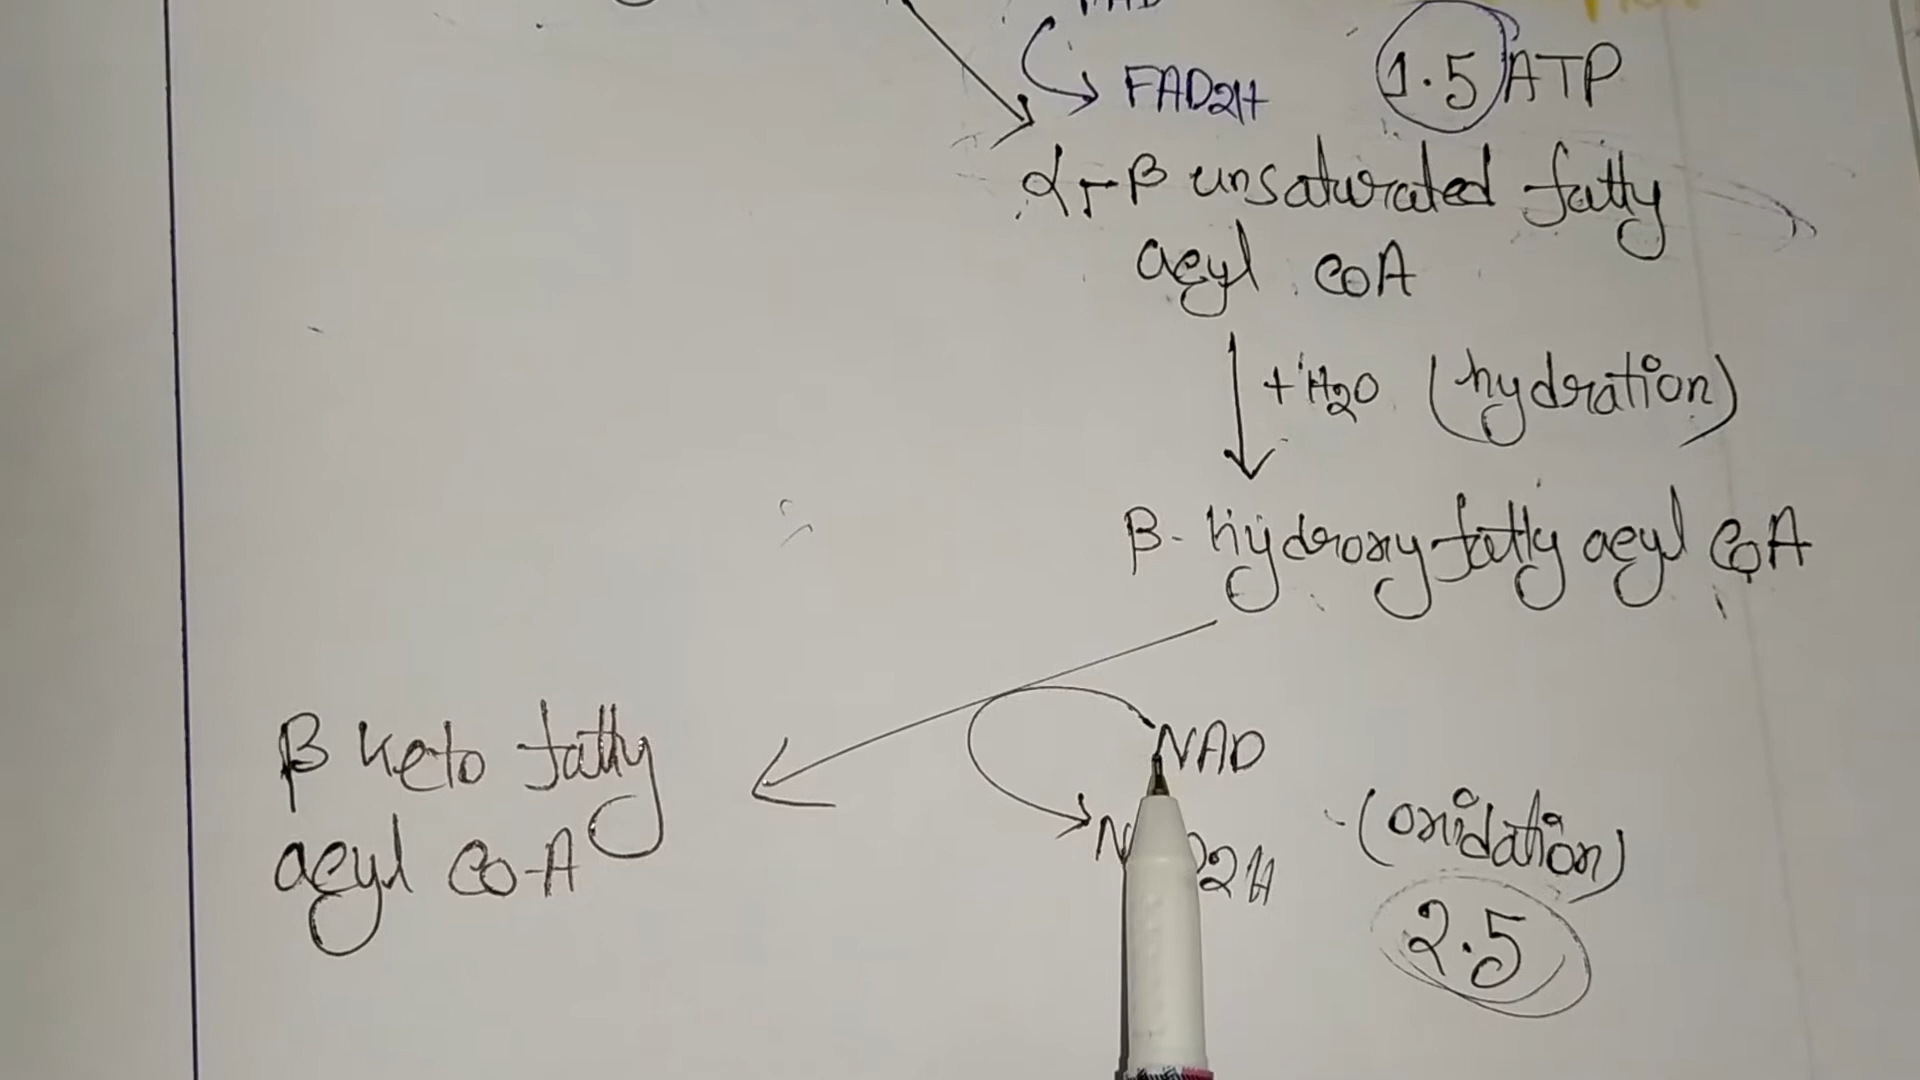 FAD
FAD2H 1.5 ATP
α-β unsaturated fatty
acyl CoA
+ H2O (hydration)
β-hydroxy fatty acyl CoA
NAD
β keto fatty
acyl Co-A
(oxidation)
2.5